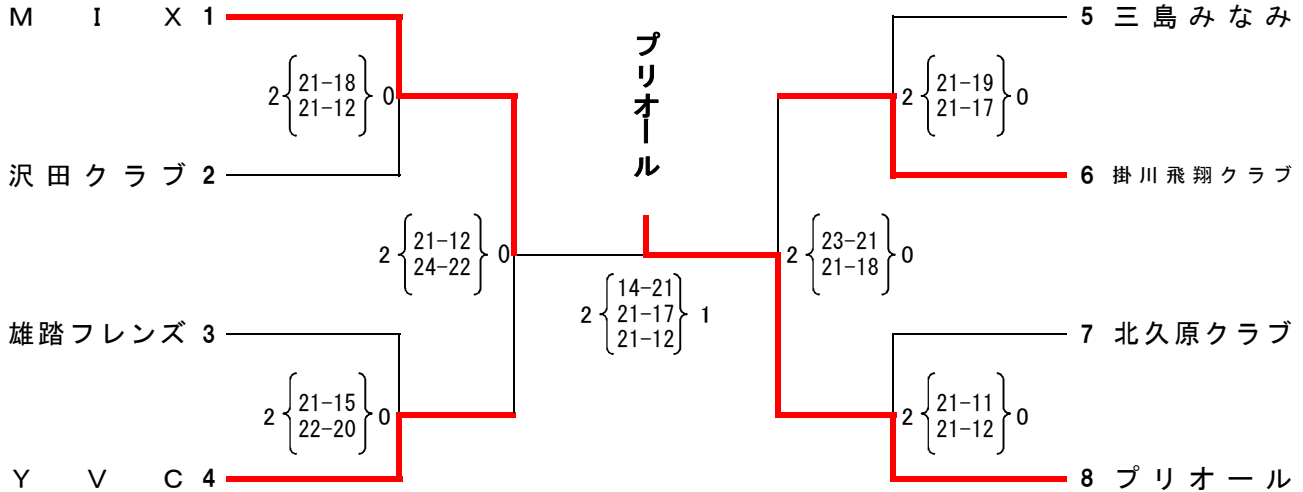 M I X 1
2 21-18 0
21-12
沢田クラブ 2
2 21-12 0
24-22
雄踏フレンズ 3
2 21-15 0
22-20
Y V C 4
プリオール
2 14-21 1
21-17
21-12
5 三島みなみ
2 21-19 0
21-17
6 掛川飛翔クラブ
2 23-21 0
21-18
7 北久原クラブ
2 21-11 0
21-12
8 プリオール